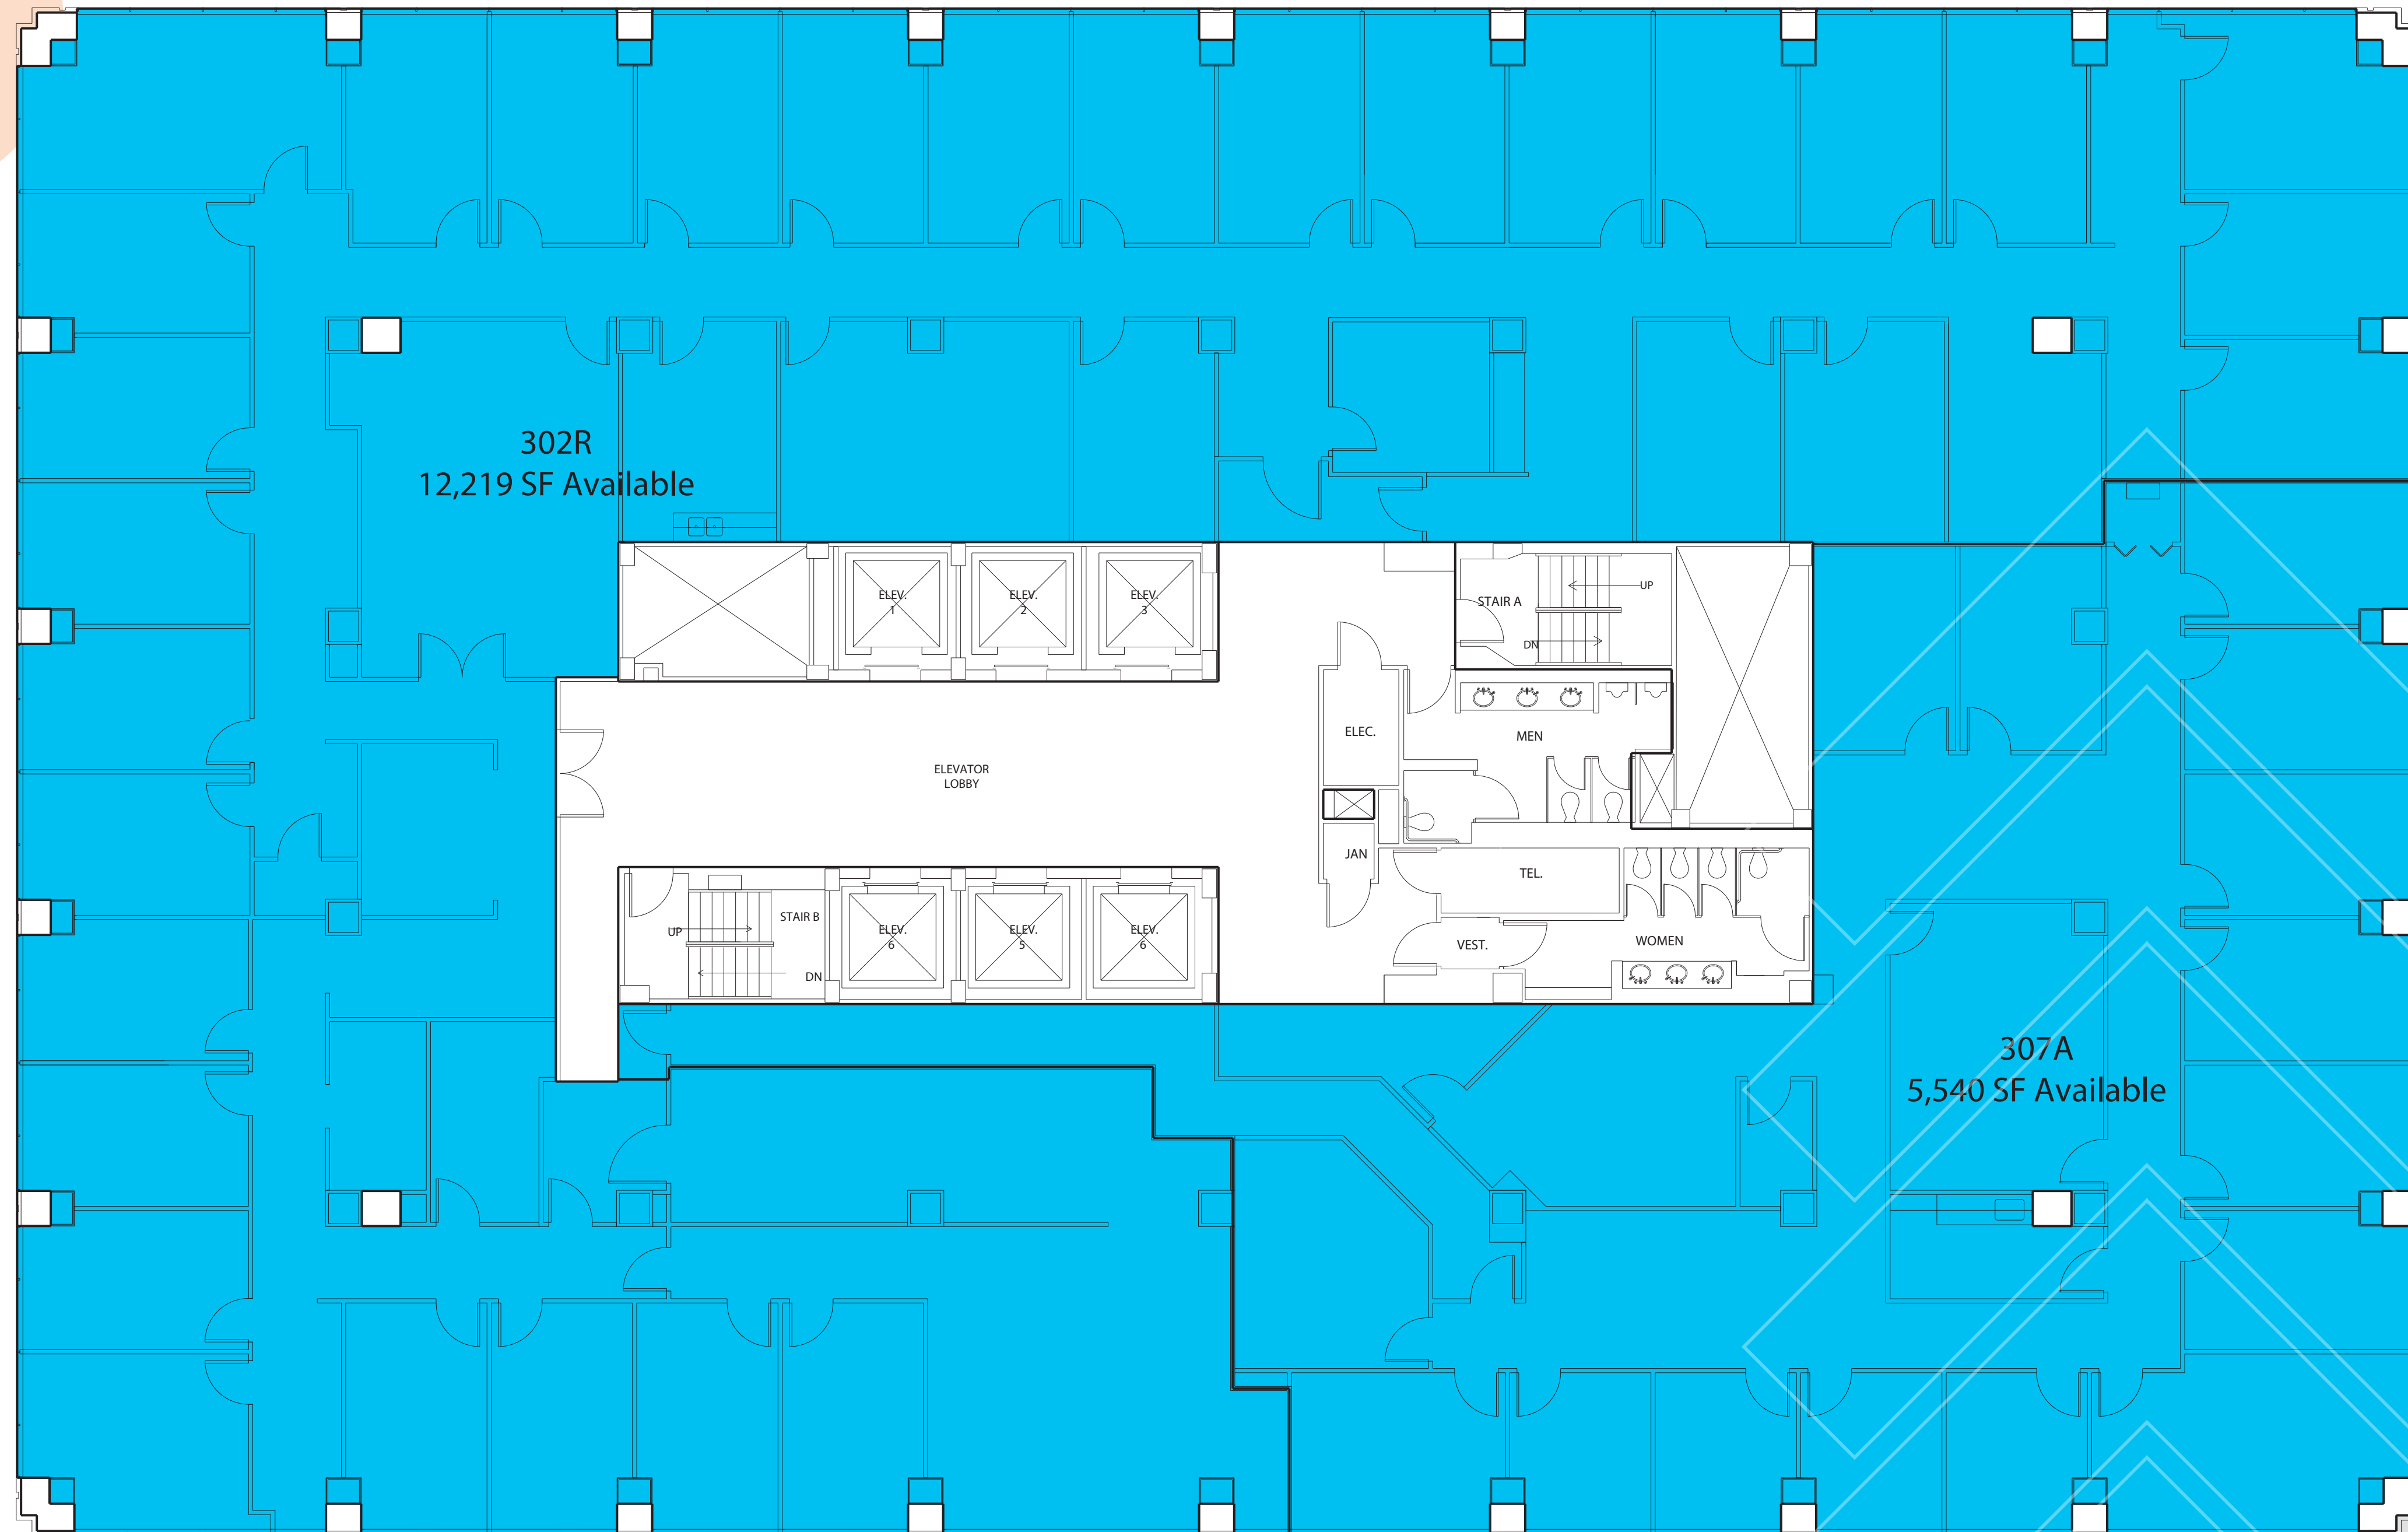 302R
12,219 SF Available
ELEV.
1
ELEV.
2
ELEV.
3
STAIR A
UP
DN
ELEC.
MEN
ELEVATOR
LOBBY
JAN
TEL.
STAIR B
UP
DN
ELEV.
6
ELEV.
5
ELEV.
6
VEST.
WOMEN
307A
5,540 SF Available